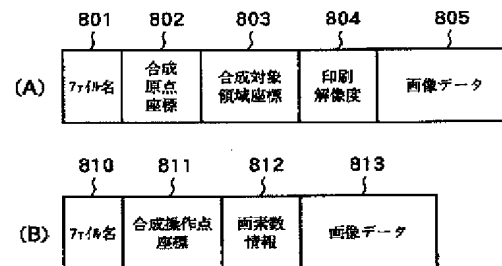 801 802 803 804 805
(A) ファイル名 合成原点座標 合成対象領域座標 印刷解像度 画像データ
810 811 812 813
(B) ファイル名 合成操作点座標 画素数情報 画像データ